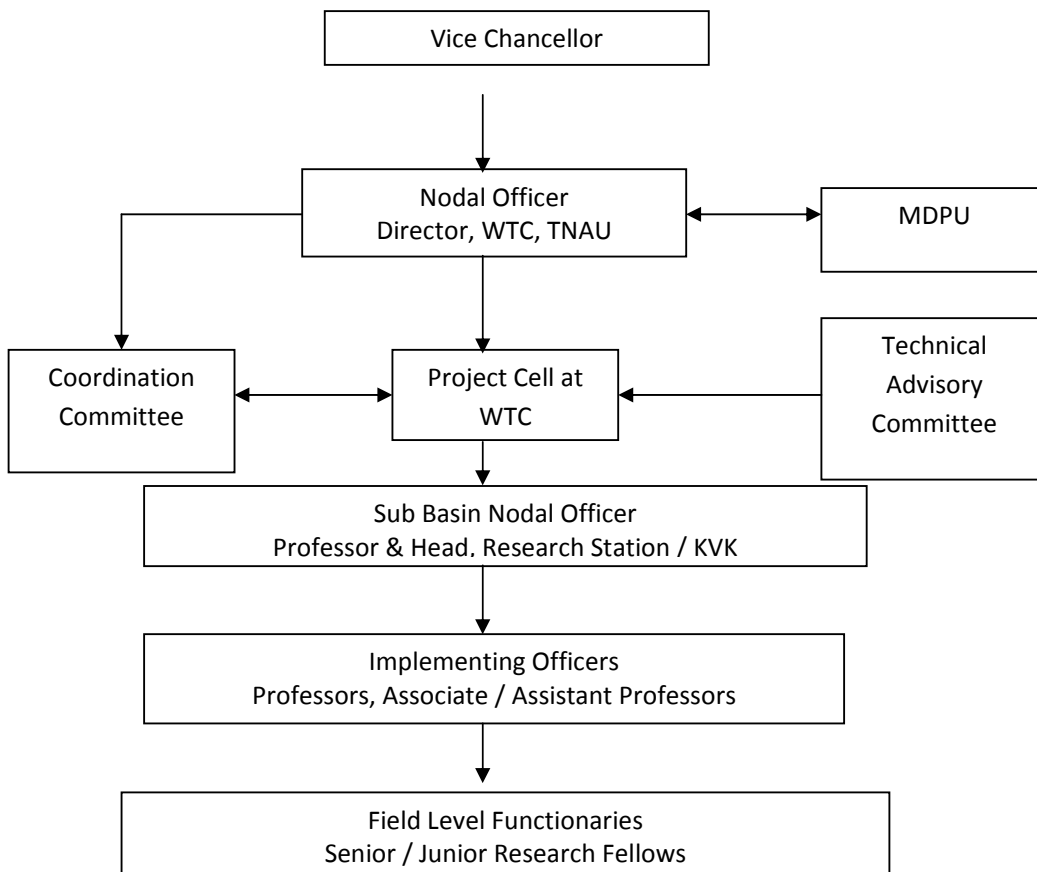 Vice Chancellor
Nodal Officer
Director, WTC, TNAU
MDPU
Coordination
Committee
Project Cell at
WTC
Technical
Advisory
Committee
Sub Basin Nodal Officer
Professor & Head, Research Station / KVK
Implementing Officers
Professors, Associate / Assistant Professors
Field Level Functionaries
Senior / Junior Research Fellows